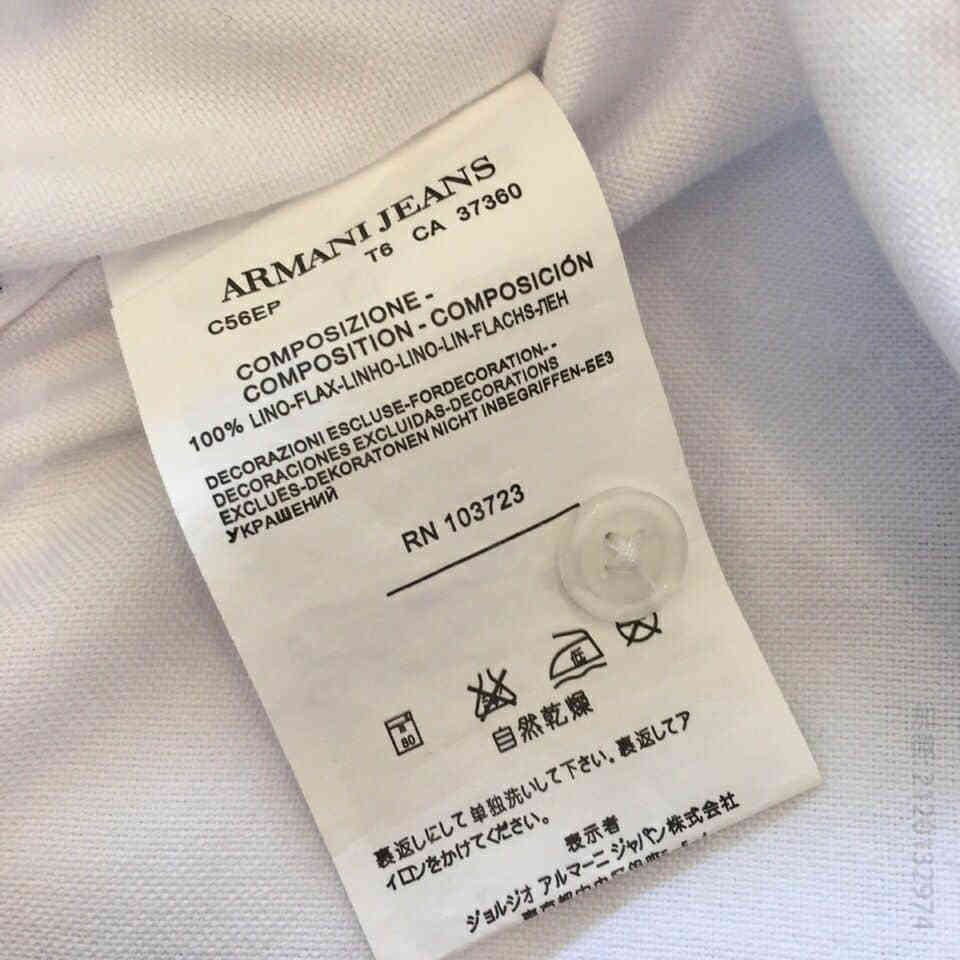 ARMANI JEANS
C56EP T6 CA 37360
COMPOSIZIONE -
COMPOSITION - COMPOSICIÓN
100% LINO-FLAX-LINHO-LINO-LIN-FLACHS-ЛЕН
DECORAZIONI ESCLUSE-FORDECORATION--
DECORACIONES EXCLUIDAS-DECORATIONS
EXCLUES-DEKORATONEN NICHT INBEGRIFFEN-БЕЗ
УКРАШЕНИЙ
RN 103723
80
低
自然乾燥
裏返しにして単独洗いして下さい。裏返してア
イロンをかけてください。
表示者
ジョルジオ アルマーニ ジャパン株式会社